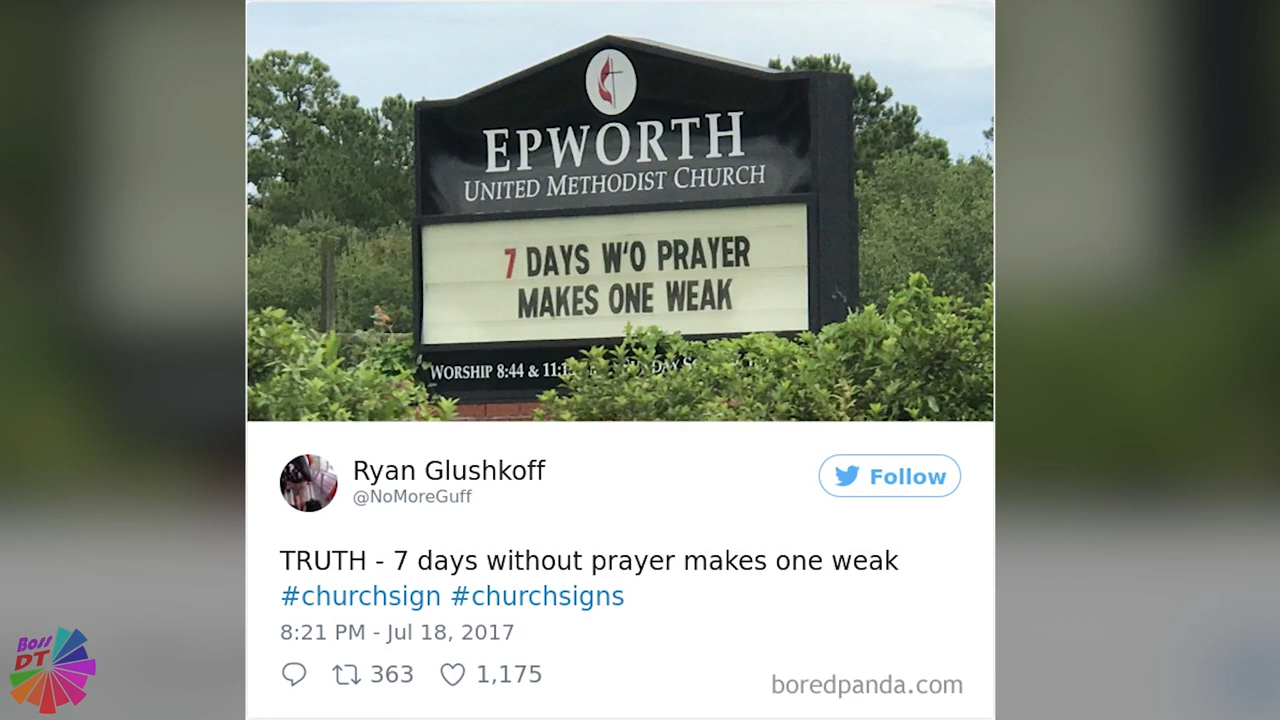 EPWORTH
UNITED METHODIST CHURCH
7 DAYS W'O PRAYER
MAKES ONE WEAK
WORSHIP 8:44 & 11:1
Ryan Glushkoff
@NoMoreGuff
Follow
TRUTH - 7 days without prayer makes one weak
#churchsign #churchsigns
8:21 PM - Jul 18, 2017
363 1,175
boredpanda.com
Boss
DT